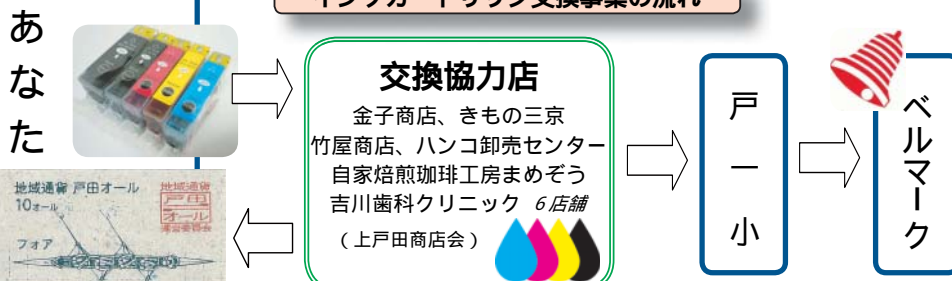 インクカートリッジ交換事業の流れ
あなた
交換協力店
金子商店、きもの三京
竹屋商店、ハンコ卸売センター
自家焙煎珈琲工房まめぞう
吉川歯科クリニック 6店舗
(上戸田商店会)
戸一小
ベルマーク
地域通貨 戸田オール
10オール
フォア
地域通貨
戸田
オール
運営委員会